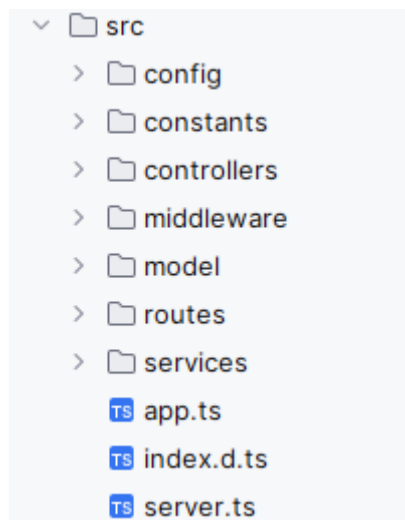 src
config
constants
controllers
middleware
model
routes
services
TS app.ts
TS index.d.ts
TS server.ts